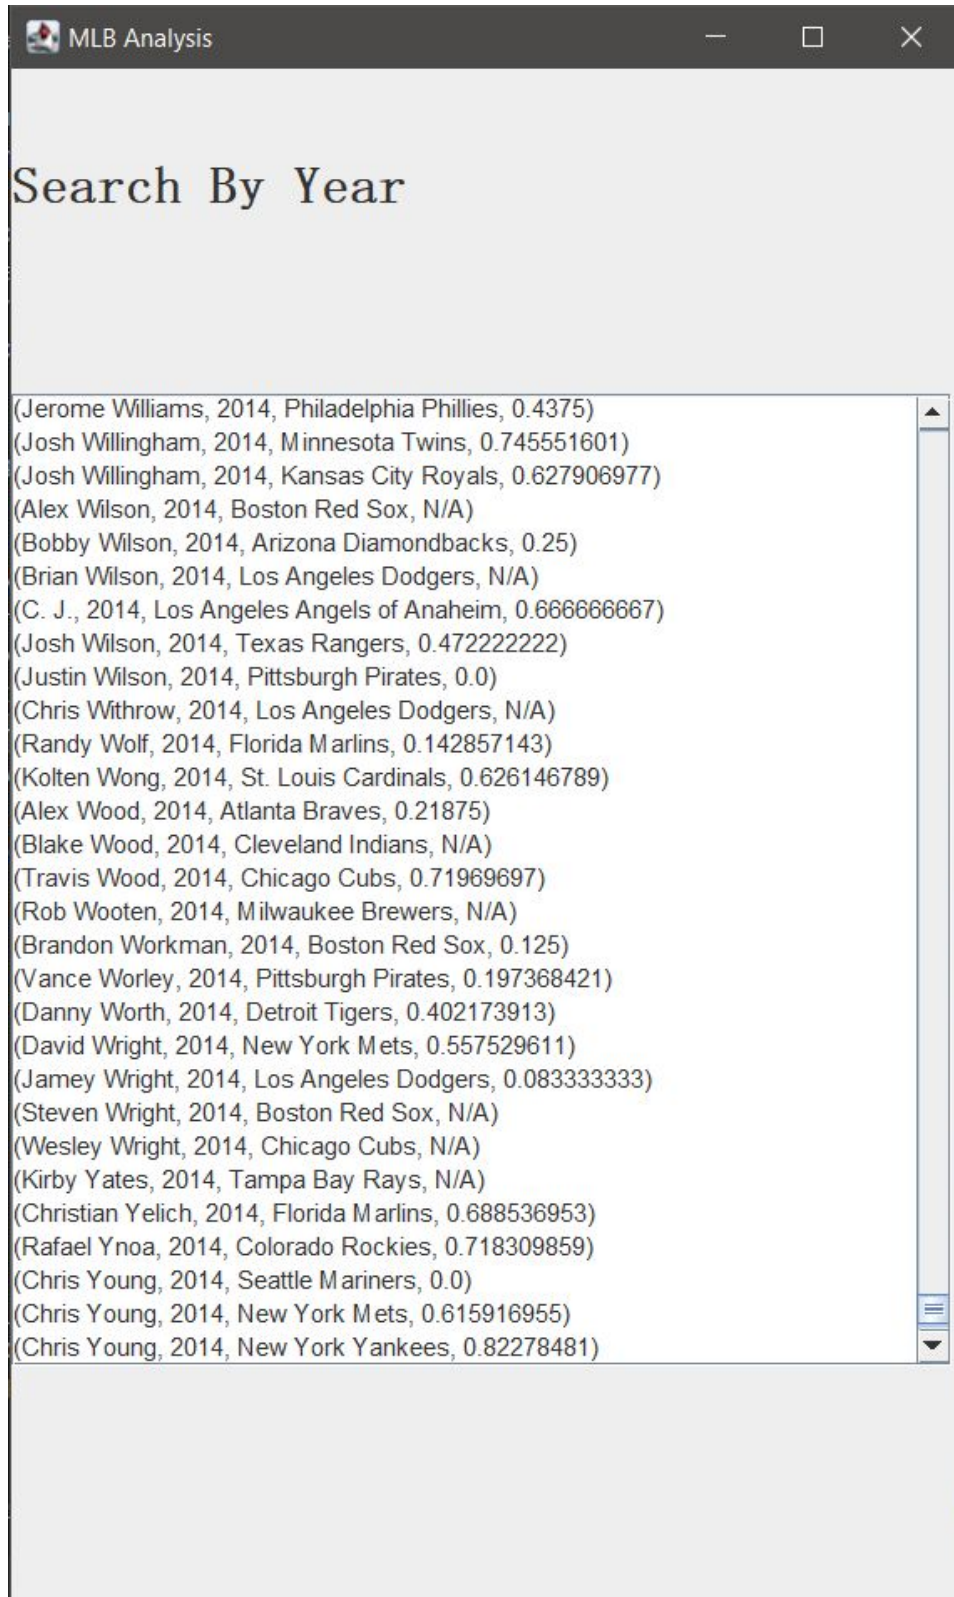 MLB Analysis
Search By Year
(Jerome Williams, 2014, Philadelphia Phillies, 0.4375)
(Josh Willingham, 2014, Minnesota Twins, 0.745551601)
(Josh Willingham, 2014, Kansas City Royals, 0.627906977)
(Alex Wilson, 2014, Boston Red Sox, N/A)
(Bobby Wilson, 2014, Arizona Diamondbacks, 0.25)
(Brian Wilson, 2014, Los Angeles Dodgers, N/A)
(C. J., 2014, Los Angeles Angels of Anaheim, 0.666666667)
(Josh Wilson, 2014, Texas Rangers, 0.472222222)
(Justin Wilson, 2014, Pittsburgh Pirates, 0.0)
(Chris Withrow, 2014, Los Angeles Dodgers, N/A)
(Randy Wolf, 2014, Florida Marlins, 0.142857143)
(Kolten Wong, 2014, St. Louis Cardinals, 0.626146789)
(Alex Wood, 2014, Atlanta Braves, 0.21875)
(Blake Wood, 2014, Cleveland Indians, N/A)
(Travis Wood, 2014, Chicago Cubs, 0.71969697)
(Rob Wooten, 2014, Milwaukee Brewers, N/A)
(Brandon Workman, 2014, Boston Red Sox, 0.125)
(Vance Worley, 2014, Pittsburgh Pirates, 0.197368421)
(Danny Worth, 2014, Detroit Tigers, 0.402173913)
(David Wright, 2014, New York Mets, 0.557529611)
(Jamey Wright, 2014, Los Angeles Dodgers, 0.083333333)
(Steven Wright, 2014, Boston Red Sox, N/A)
(Wesley Wright, 2014, Chicago Cubs, N/A)
(Kirby Yates, 2014, Tampa Bay Rays, N/A)
(Christian Yelich, 2014, Florida Marlins, 0.688536953)
(Rafael Ynoa, 2014, Colorado Rockies, 0.718309859)
(Chris Young, 2014, Seattle Mariners, 0.0)
(Chris Young, 2014, New York Mets, 0.615916955)
(Chris Young, 2014, New York Yankees, 0.82278481)